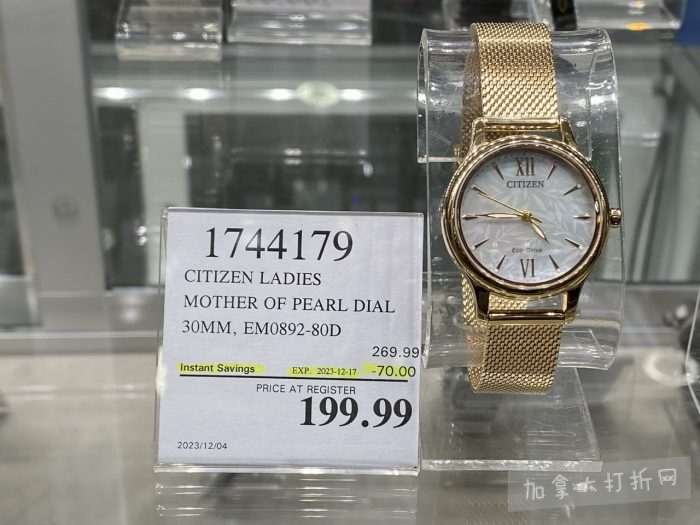 XII
CITIZEN
Eco-Drive
VI
1744179
CITIZEN LADIES
MOTHER OF PEARL DIAL
30MM, EM0892-80D
269.99
Instant Savings EXP. 2023-12-17 -70.00
PRICE AT REGISTER
199.99
2023/12/04
加拿大打折网